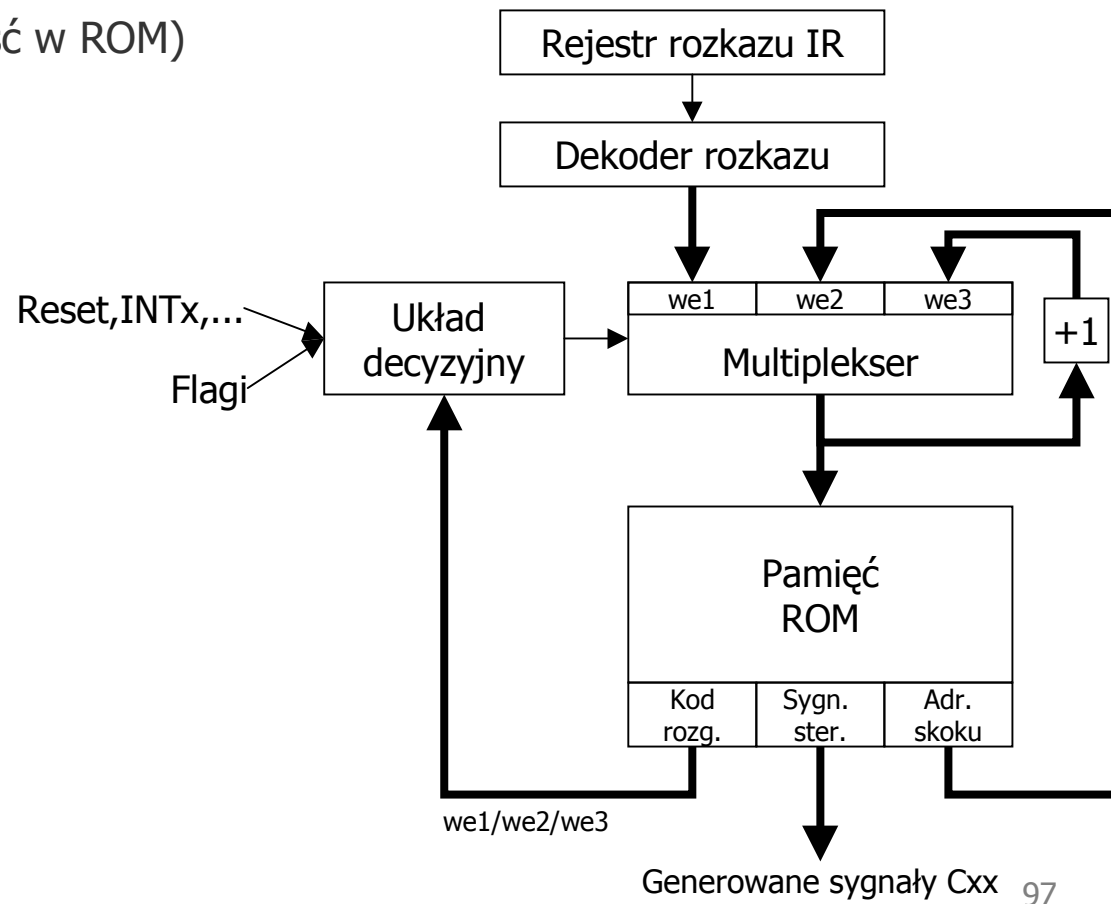 ść w ROM)
Rejestr rozkazu IR
Dekoder rozkazu
Reset,INTx,...
Flagi
Układ
decyzyjny
we1 we2 we3
Multiplekser
+1
Pamięć
ROM
Kod
rozg.
Sygn.
ster.
Adr.
skoku
we1/we2/we3
Generowane sygnały Cxx
97